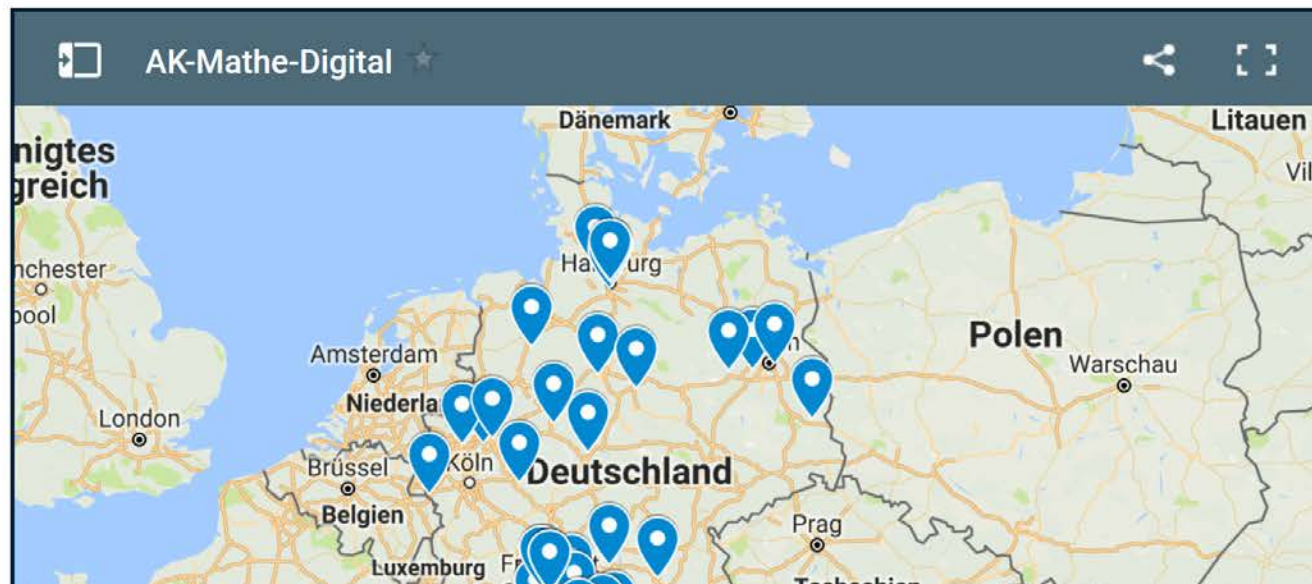 AK-Mathe-Digital
Dänemark
Litauen
nigtes
greich
Vil
nchester
pool
Polen
Amsterdam
Warschau
London
Niederla
Brüssel
Köln
Deutschland
Belgien
Prag
Luxemburg